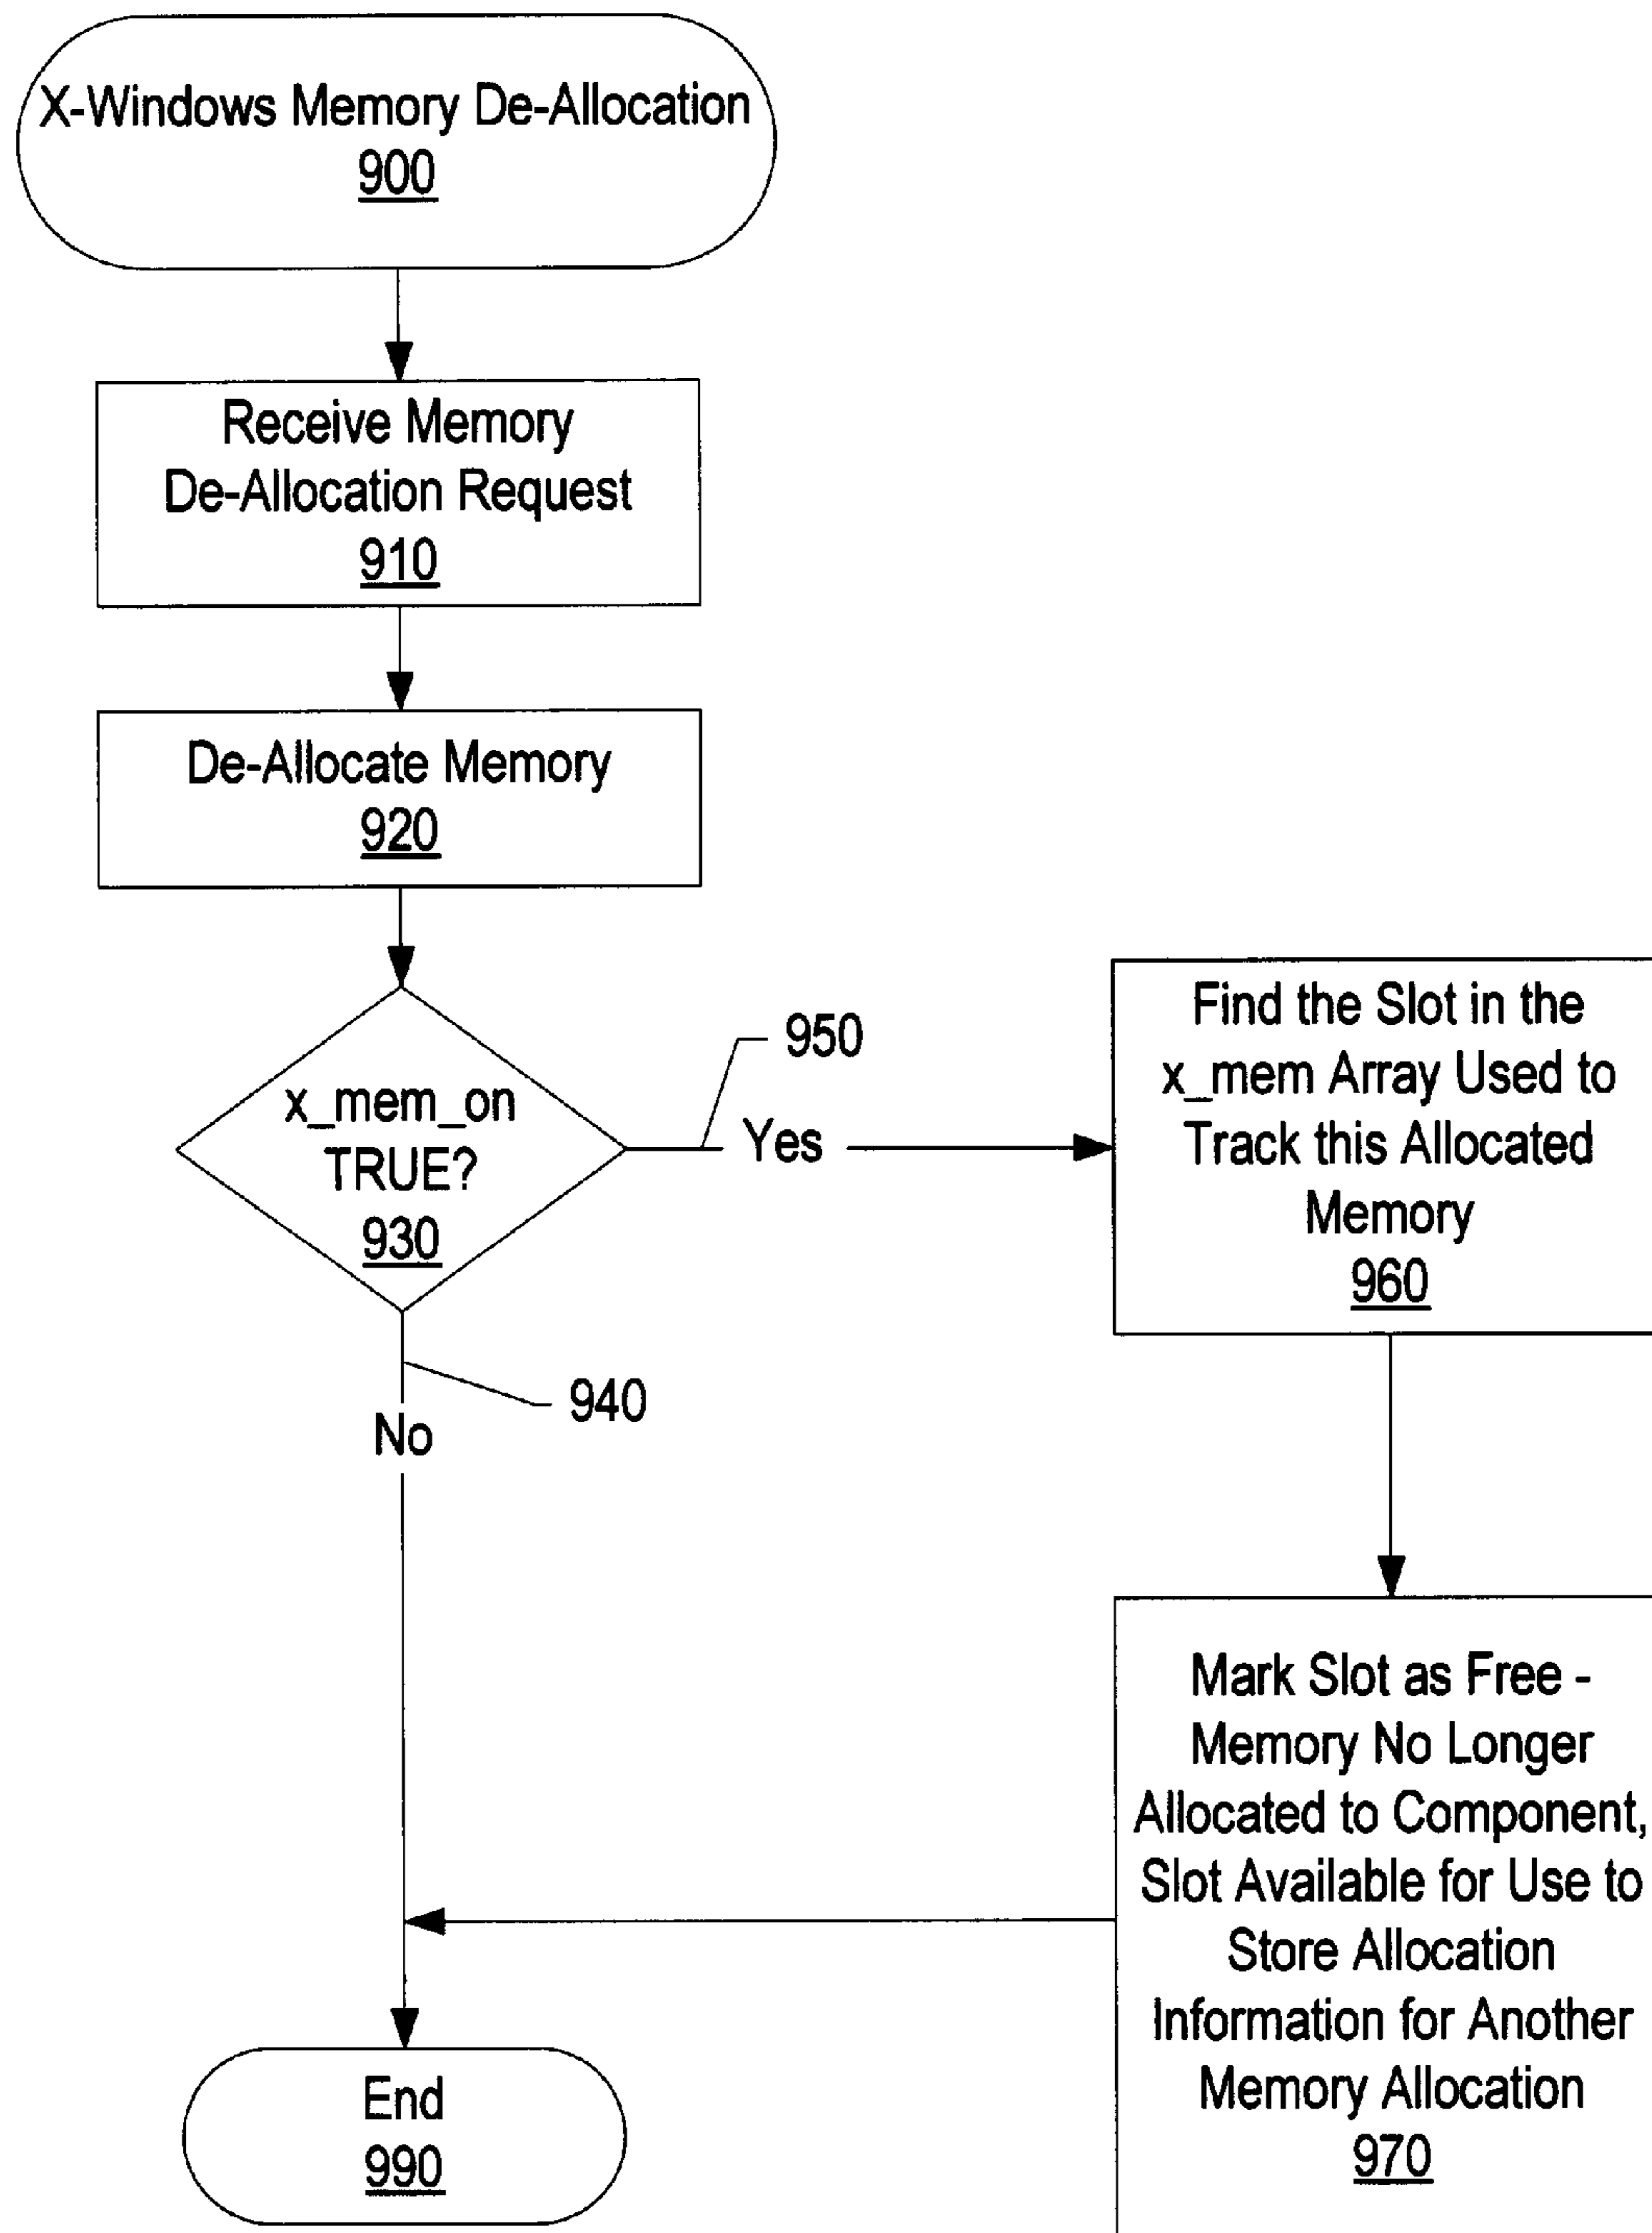 X-Windows Memory De-Allocation
900
Receive Memory
De-Allocation Request
910
De-Allocate Memory
920
x_mem_on
TRUE?
930
950
Yes
940
No
Find the Slot in the
x_mem Array Used to
Track this Allocated
Memory
960
Mark Slot as Free -
Memory No Longer
Allocated to Component,
Slot Available for Use to
Store Allocation
Information for Another
Memory Allocation
970
End
990